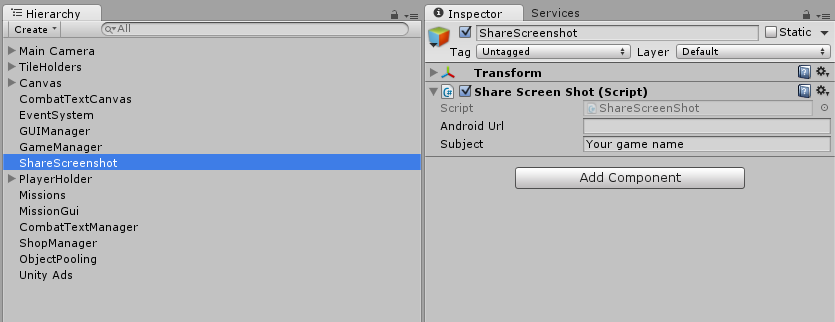 Hierarchy
Create
All
Main Camera
TileHolders
Canvas
CombatTextCanvas
EventSystem
GUIManager
GameManager
ShareScreenshot
PlayerHolder
Missions
MissionGui
CombatTextManager
ShopManager
ObjectPooling
Unity Ads
Inspector Services
ShareScreenshot Static
Tag Untagged Layer Default
Transform
C# Share Screen Shot (Script)
Script ShareScreenShot
Android Url
Subject Your game name
Add Component